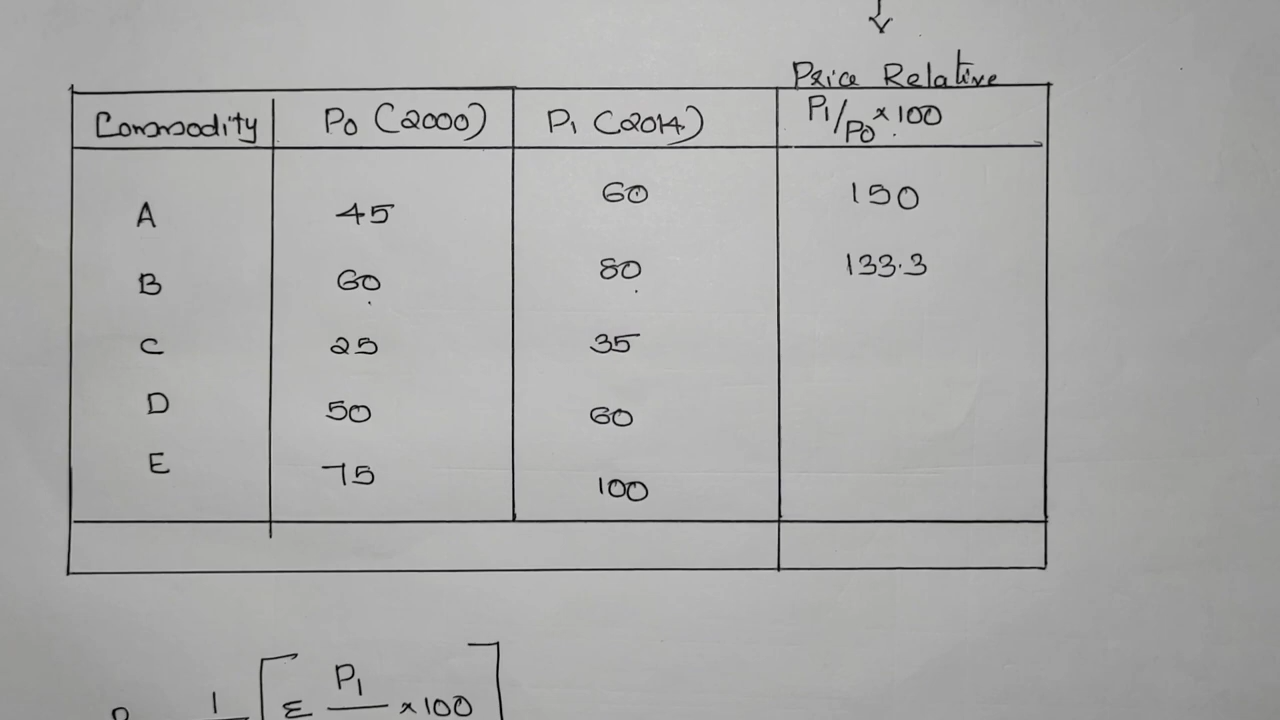 Price Relative
Commodity P0 (2000) P1 (2014) P1/P0 × 100
A 45 60 150
B 60 80 133.3
C 25 35
D 50 60
E 75 100
P1
1 [ Σ — × 100 ]